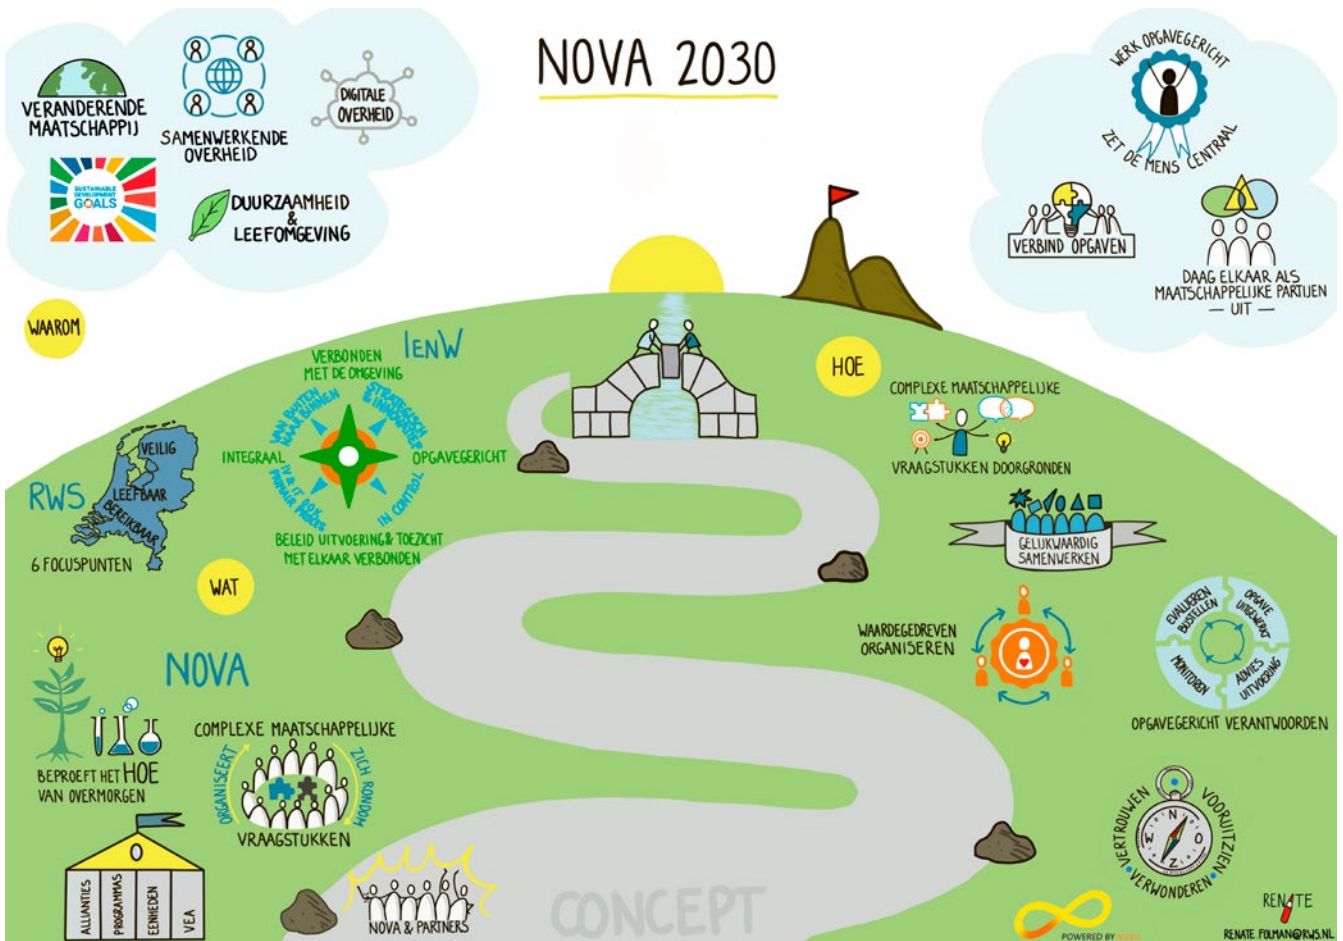 NOVA 2030
VERANDERENDE
MAATSCHAPPIJ
SAMENWERKENDE
OVERHEID
DIGITALE
OVERHEID
SUSTAINABLE
DEVELOPMENT
GOALS
DUURZAAMHEID
&
LEEFOMGEVING
WERK OPGAVEGERICHT
ZET DE MENS CENTRAAL
VERBIND OPGAVEN
DAAG ELKAAR ALS
MAATSCHAPPELIJKE PARTIJEN
— UIT —
WAAROM
IENW
VERBONDEN
MET DE OMGEVING
VAN BUITEN
NAAR BINNEN
STRATEGISCH
& INNOVATIEF
INTEGRAAL
OPGAVEGERICHT
IN CONTROL
BELEID UITVOERING & TOEZICHT
MET ELKAAR VERBONDEN
RWS
VEILIG
LEEFBAAR
BEREIKBAAR
6 FOCUSPUNTEN
WAT
NOVA
BEPROEFT HET HOE
VAN OVERMORGEN
COMPLEXE MAATSCHAPPELIJKE
ORGANISEERT
ZICH RONDOM
VRAAGSTUKKEN
ALLIANTIES
PROGRAMMAS
EENHEDEN
VEA
NOVA & PARTNERS
CONCEPT
HOE
COMPLEXE MAATSCHAPPELIJKE
VRAAGSTUKKEN DOORGRONDEN
GELIJKWAARDIG
SAMENWERKEN
WAARDEGEDREVEN
ORGANISEREN
EVALUEREN
BIJSTELLEN
OPGAVE
UITGEWERKT
MONITOREN
ADVIES
UITVOERING
OPGAVEGERICHT VERANTWOORDEN
VERTROUWEN
VOORUITZIEN
VERWONDEREN
N
W O
Z
POWERED BY
RENATE
RENATE.FOLMAN@RWS.NL